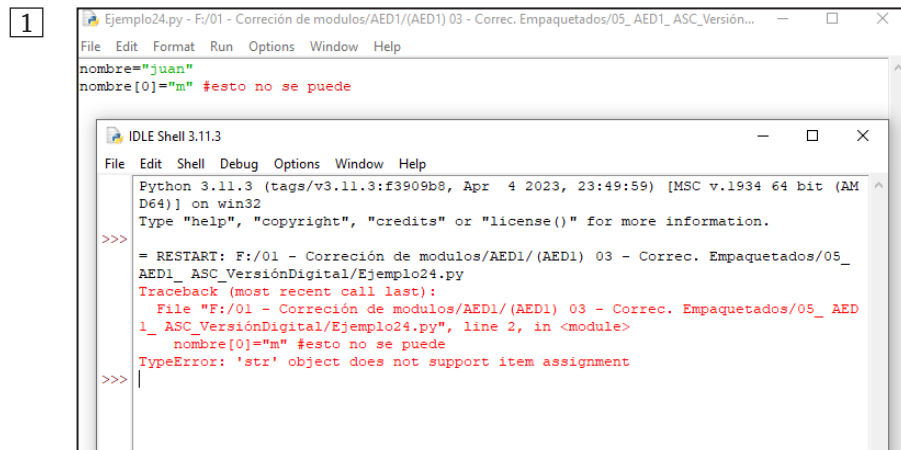 1
Ejemplo24.py - F:/01 - Correción de modulos/AED1/(AED1) 03 - Correc. Empaquetados/05_ AED1_ ASC_Versión...
File Edit Format Run Options Window Help
nombre="juan"
nombre[0]="m" #esto no se puede
IDLE Shell 3.11.3
File Edit Shell Debug Options Window Help
Python 3.11.3 (tags/v3.11.3:f3909b8, Apr  4 2023, 23:49:59) [MSC v.1934 64 bit (AM
D64)] on win32
Type "help", "copyright", "credits" or "license()" for more information.
>>>
= RESTART: F:/01 - Correción de modulos/AED1/(AED1) 03 - Correc. Empaquetados/05_
AED1_ ASC_VersiónDigital/Ejemplo24.py
Traceback (most recent call last):
  File "F:/01 - Correción de modulos/AED1/(AED1) 03 - Correc. Empaquetados/05_ AED
1_ ASC_VersiónDigital/Ejemplo24.py", line 2, in <module>
    nombre[0]="m" #esto no se puede
TypeError: 'str' object does not support item assignment
>>>